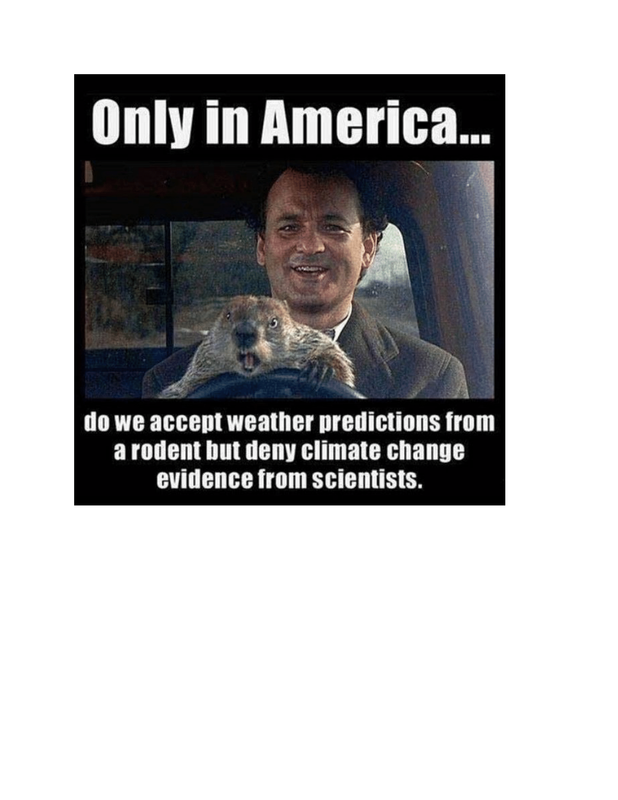 Only in America...
do we accept weather predictions from
a rodent but deny climate change
evidence from scientists.